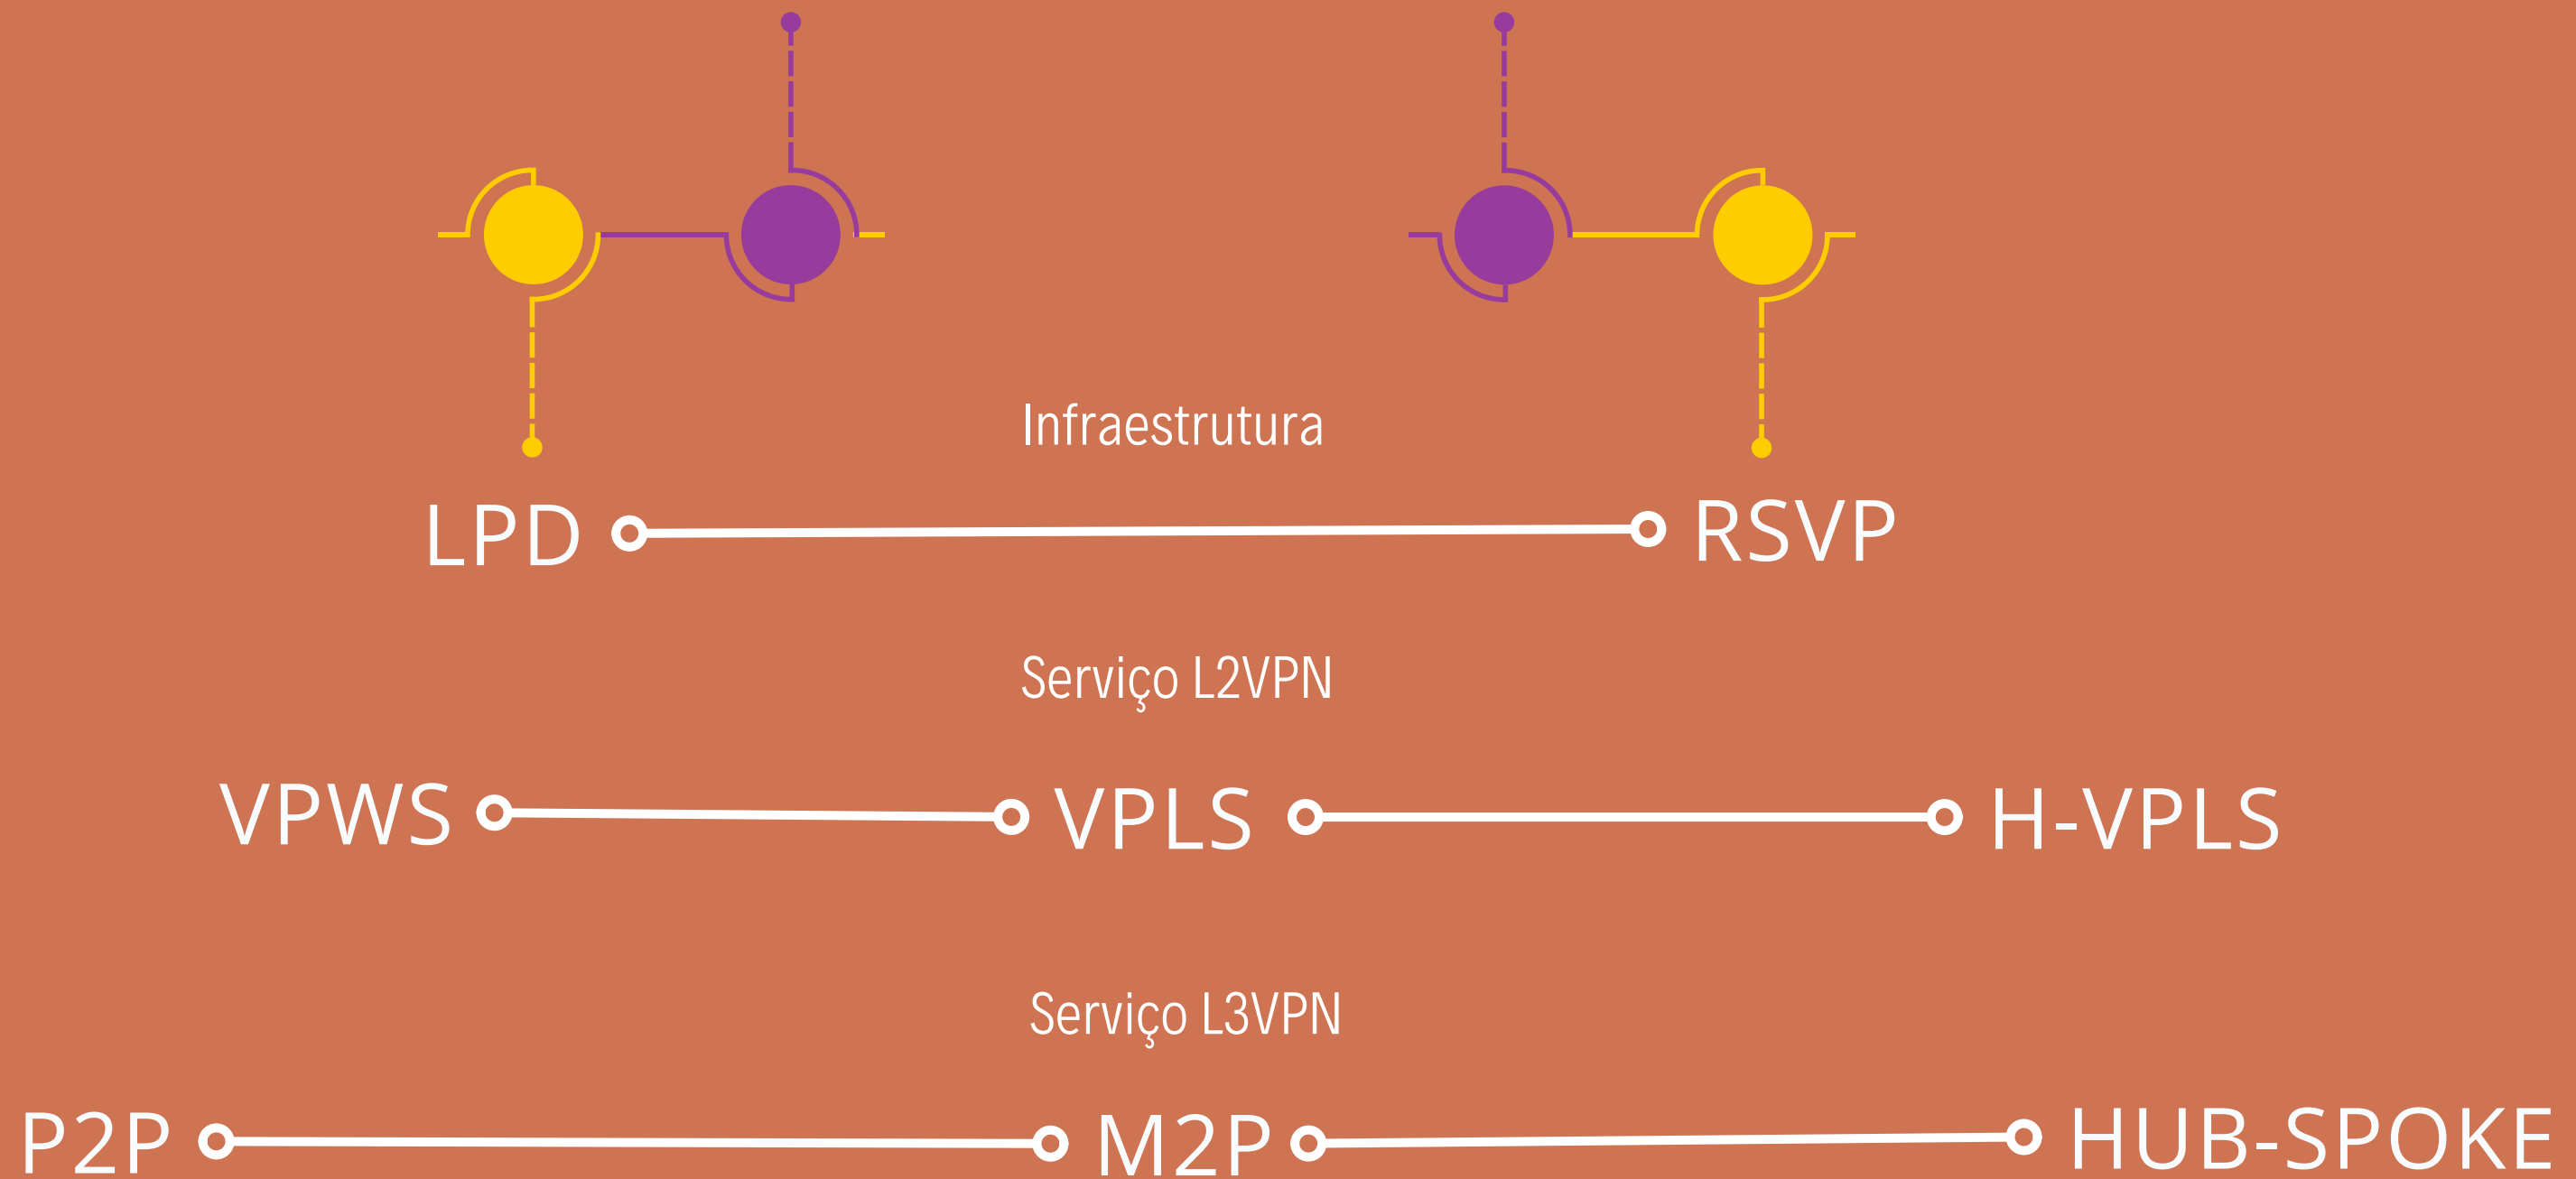 Infraestrutura
LPD RSVP
Serviço L2VPN
VPWS VPLS H-VPLS
Serviço L3VPN
P2P M2P HUB-SPOKE